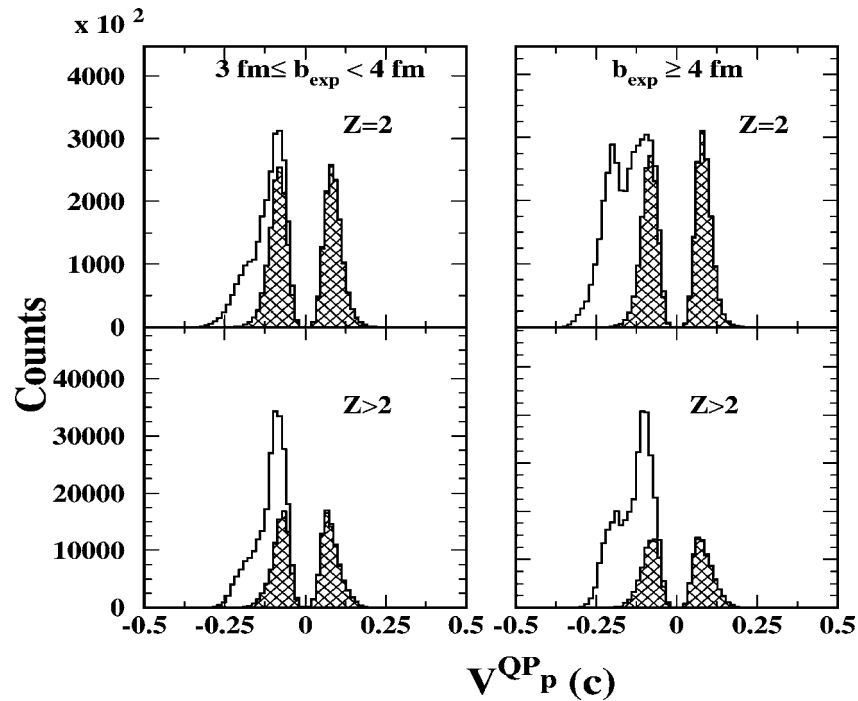 x 10 ²
3 fm≤ b_exp < 4 fm
b_exp ≥ 4 fm
Z=2
Z=2
4000
3000
2000
1000
0
Counts
Z>2
Z>2
40000
30000
20000
10000
0
-0.5 -0.25 0 0.25 0.5
-0.5 -0.25 0 0.25 0.5
V^QP_p (c)